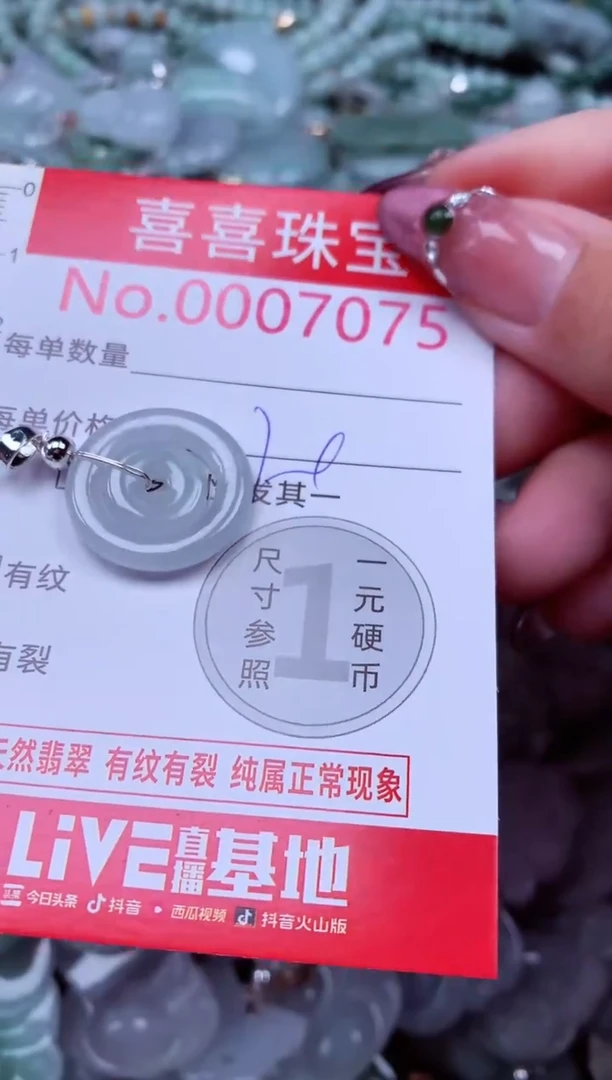 0
1
喜喜珠宝
No.0007075
每单数量
每单价格
发其一
有纹
有裂
尺寸参照
1
一元硬币
天然翡翠 有纹有裂 纯属正常现象
LiVE直播基地
今日头条 抖音 西瓜视频 抖音火山版